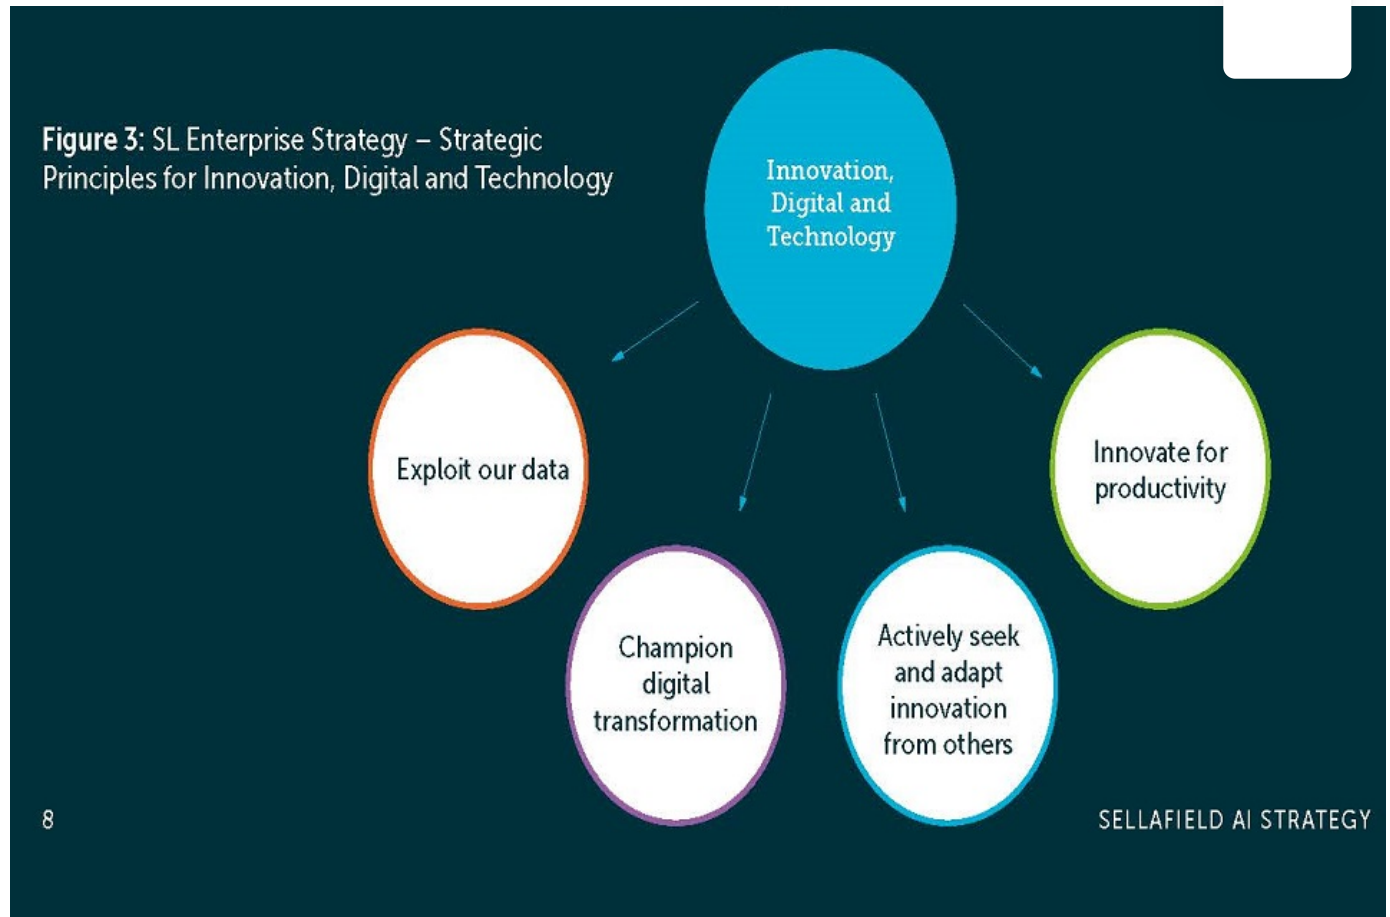 Figure 3: SL Enterprise Strategy – Strategic
Principles for Innovation, Digital and Technology
Innovation,
Digital and
Technology
Exploit our data
Champion
digital
transformation
Actively seek
and adapt
innovation
from others
Innovate for
productivity
8
SELLAFIELD AI STRATEGY